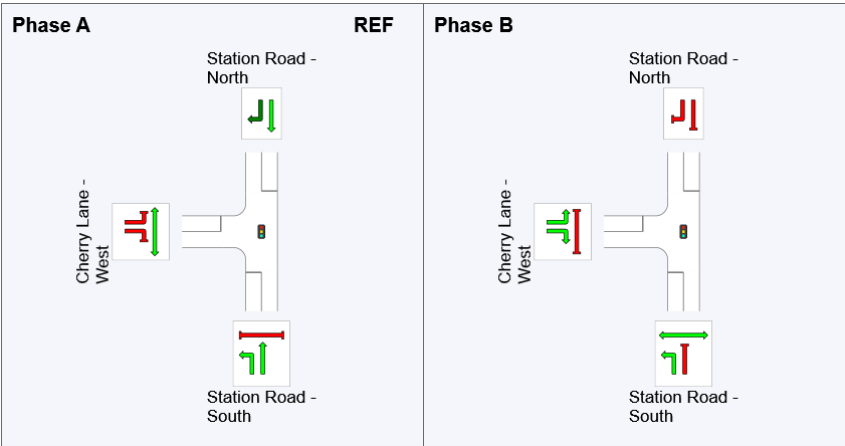 Phase A
REF
Station Road -
North
Cherry Lane -
West
Station Road -
South
Phase B
Station Road -
North
Cherry Lane -
West
Station Road -
South